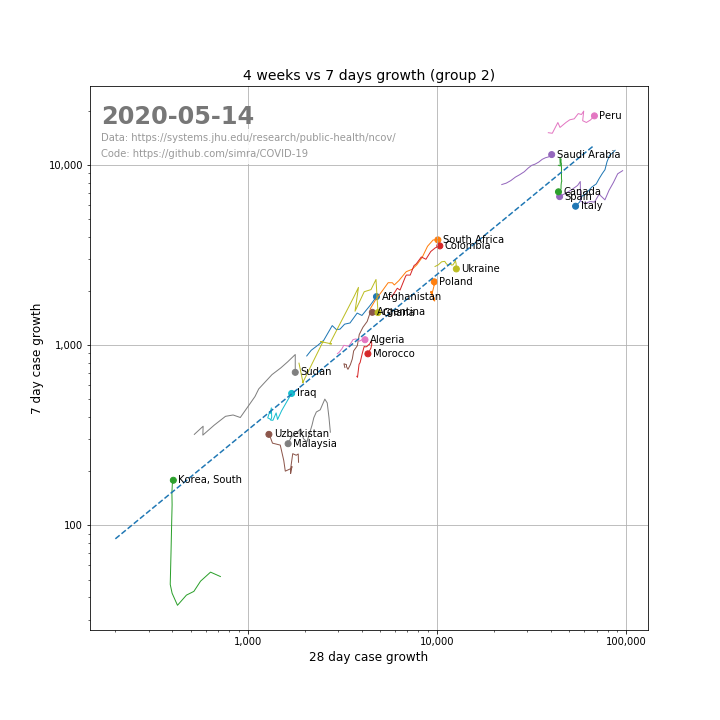 4 weeks vs 7 days growth (group 2)
2020-05-14
Data: https://systems.jhu.edu/research/public-health/ncov/
Code: https://github.com/simra/COVID-19
Peru
Saudi Arabia
Canada
Spain
Italy
South Africa
Colombia
Ukraine
Poland
Afghanistan
Argentina
Ghana
Algeria
Morocco
Sudan
Iraq
Uzbekistan
Malaysia
Korea, South
10,000
1,000
100
7 day case growth
1,000
10,000
100,000
28 day case growth